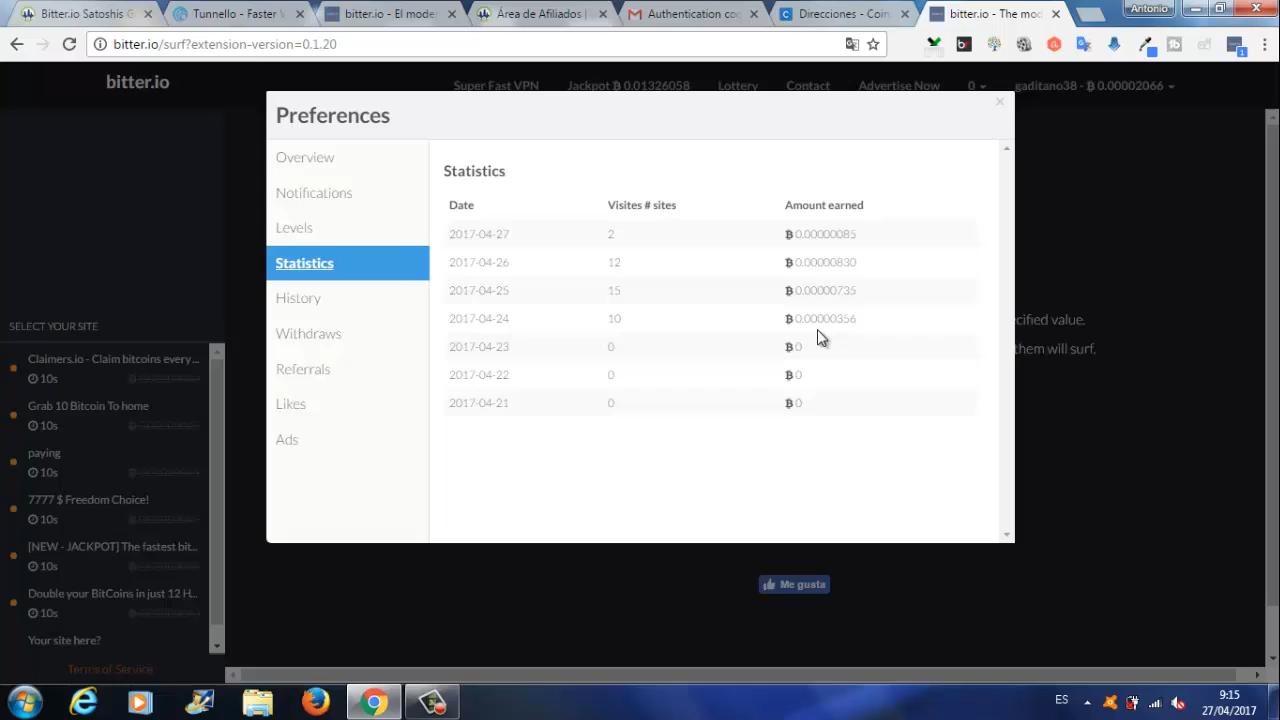 bitter.io Satoshis G
Tunnello - Faster V
bitter.io - El mode
Área de Afiliados |
Authentication co
Direcciones - Coin
bitter.io - The mo
Antonio
bitter.io/surf?extension-version=0.1.20
bitter.io
Super Fast VPN
Jackpot ฿ 0.01326058
Lottery
Contact
Advertise Now
0
gaditano38 - ฿ 0.00002066
Preferences
×
Overview
Notifications
Levels
Statistics
History
Withdraws
Referrals
Likes
Ads
Statistics
Date Visites # sites Amount earned
2017-04-27 2 ฿ 0.00000085
2017-04-26 12 ฿ 0.00000830
2017-04-25 15 ฿ 0.00000735
2017-04-24 10 ฿ 0.00000356
2017-04-23 0 ฿ 0
2017-04-22 0 ฿ 0
2017-04-21 0 ฿ 0
cified value.
them will surf.
SELECT YOUR SITE
Claimers.io - Claim bitcoins every ...
10s
Grab 10 Bitcoin To home
10s
paying
10s
7777 $ Freedom Choice!
10s
[NEW - JACKPOT] The fastest bit...
10s
Double your BitCoins in just 12 H...
10s
Your site here?
Terms of Service
Me gusta
ES
9:15
27/04/2017